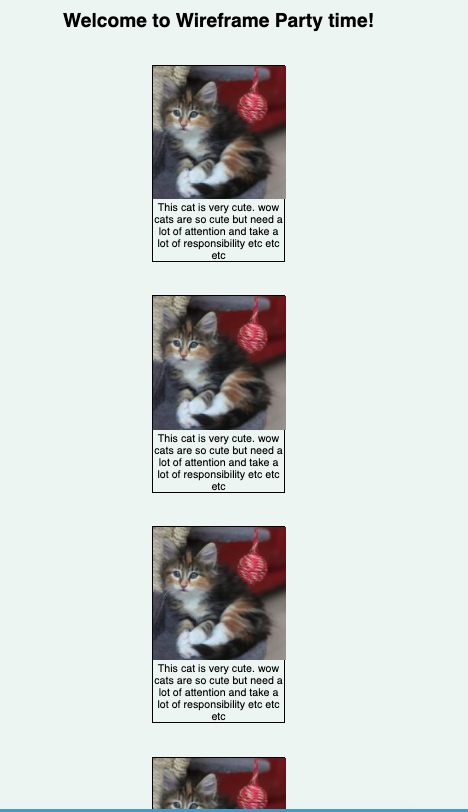 Welcome to Wireframe Party time!
This cat is very cute. wow
cats are so cute but need a
lot of attention and take a
lot of responsibility etc etc
etc
This cat is very cute. wow
cats are so cute but need a
lot of attention and take a
lot of responsibility etc etc
etc
This cat is very cute. wow
cats are so cute but need a
lot of attention and take a
lot of responsibility etc etc
etc